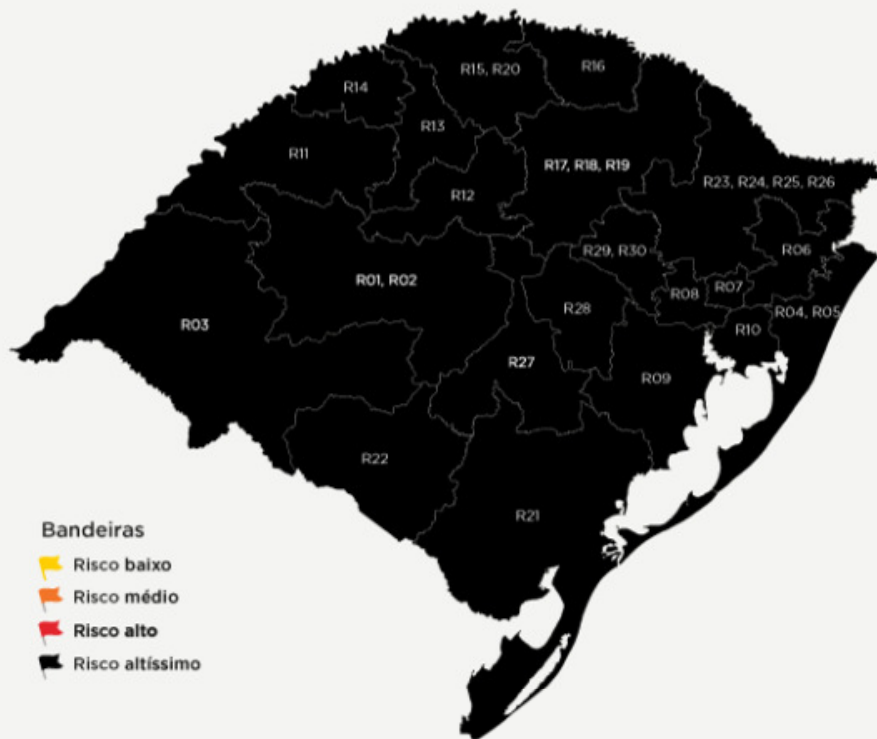 R15, R20
R16
R14
R13
R11
R17, R18, R19
R23, R24, R25, R26
R12
R29, R30
R06
R01, R02
R08
R07
R28
R04, R05
R03
R10
R27
R09
R22
R21
Bandeiras
Risco baixo
Risco médio
Risco alto
Risco altíssimo